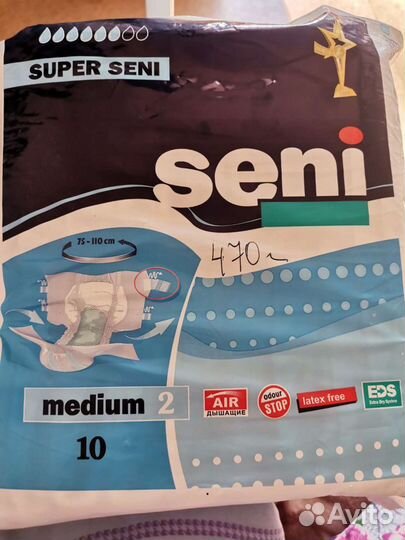 SUPER SENI
seni
75 - 110 cm
470~
medium 2
AIR
ДЫШАЩИЕ
odour
STOP
latex free
EDS
Extra Dry System
10
Avito